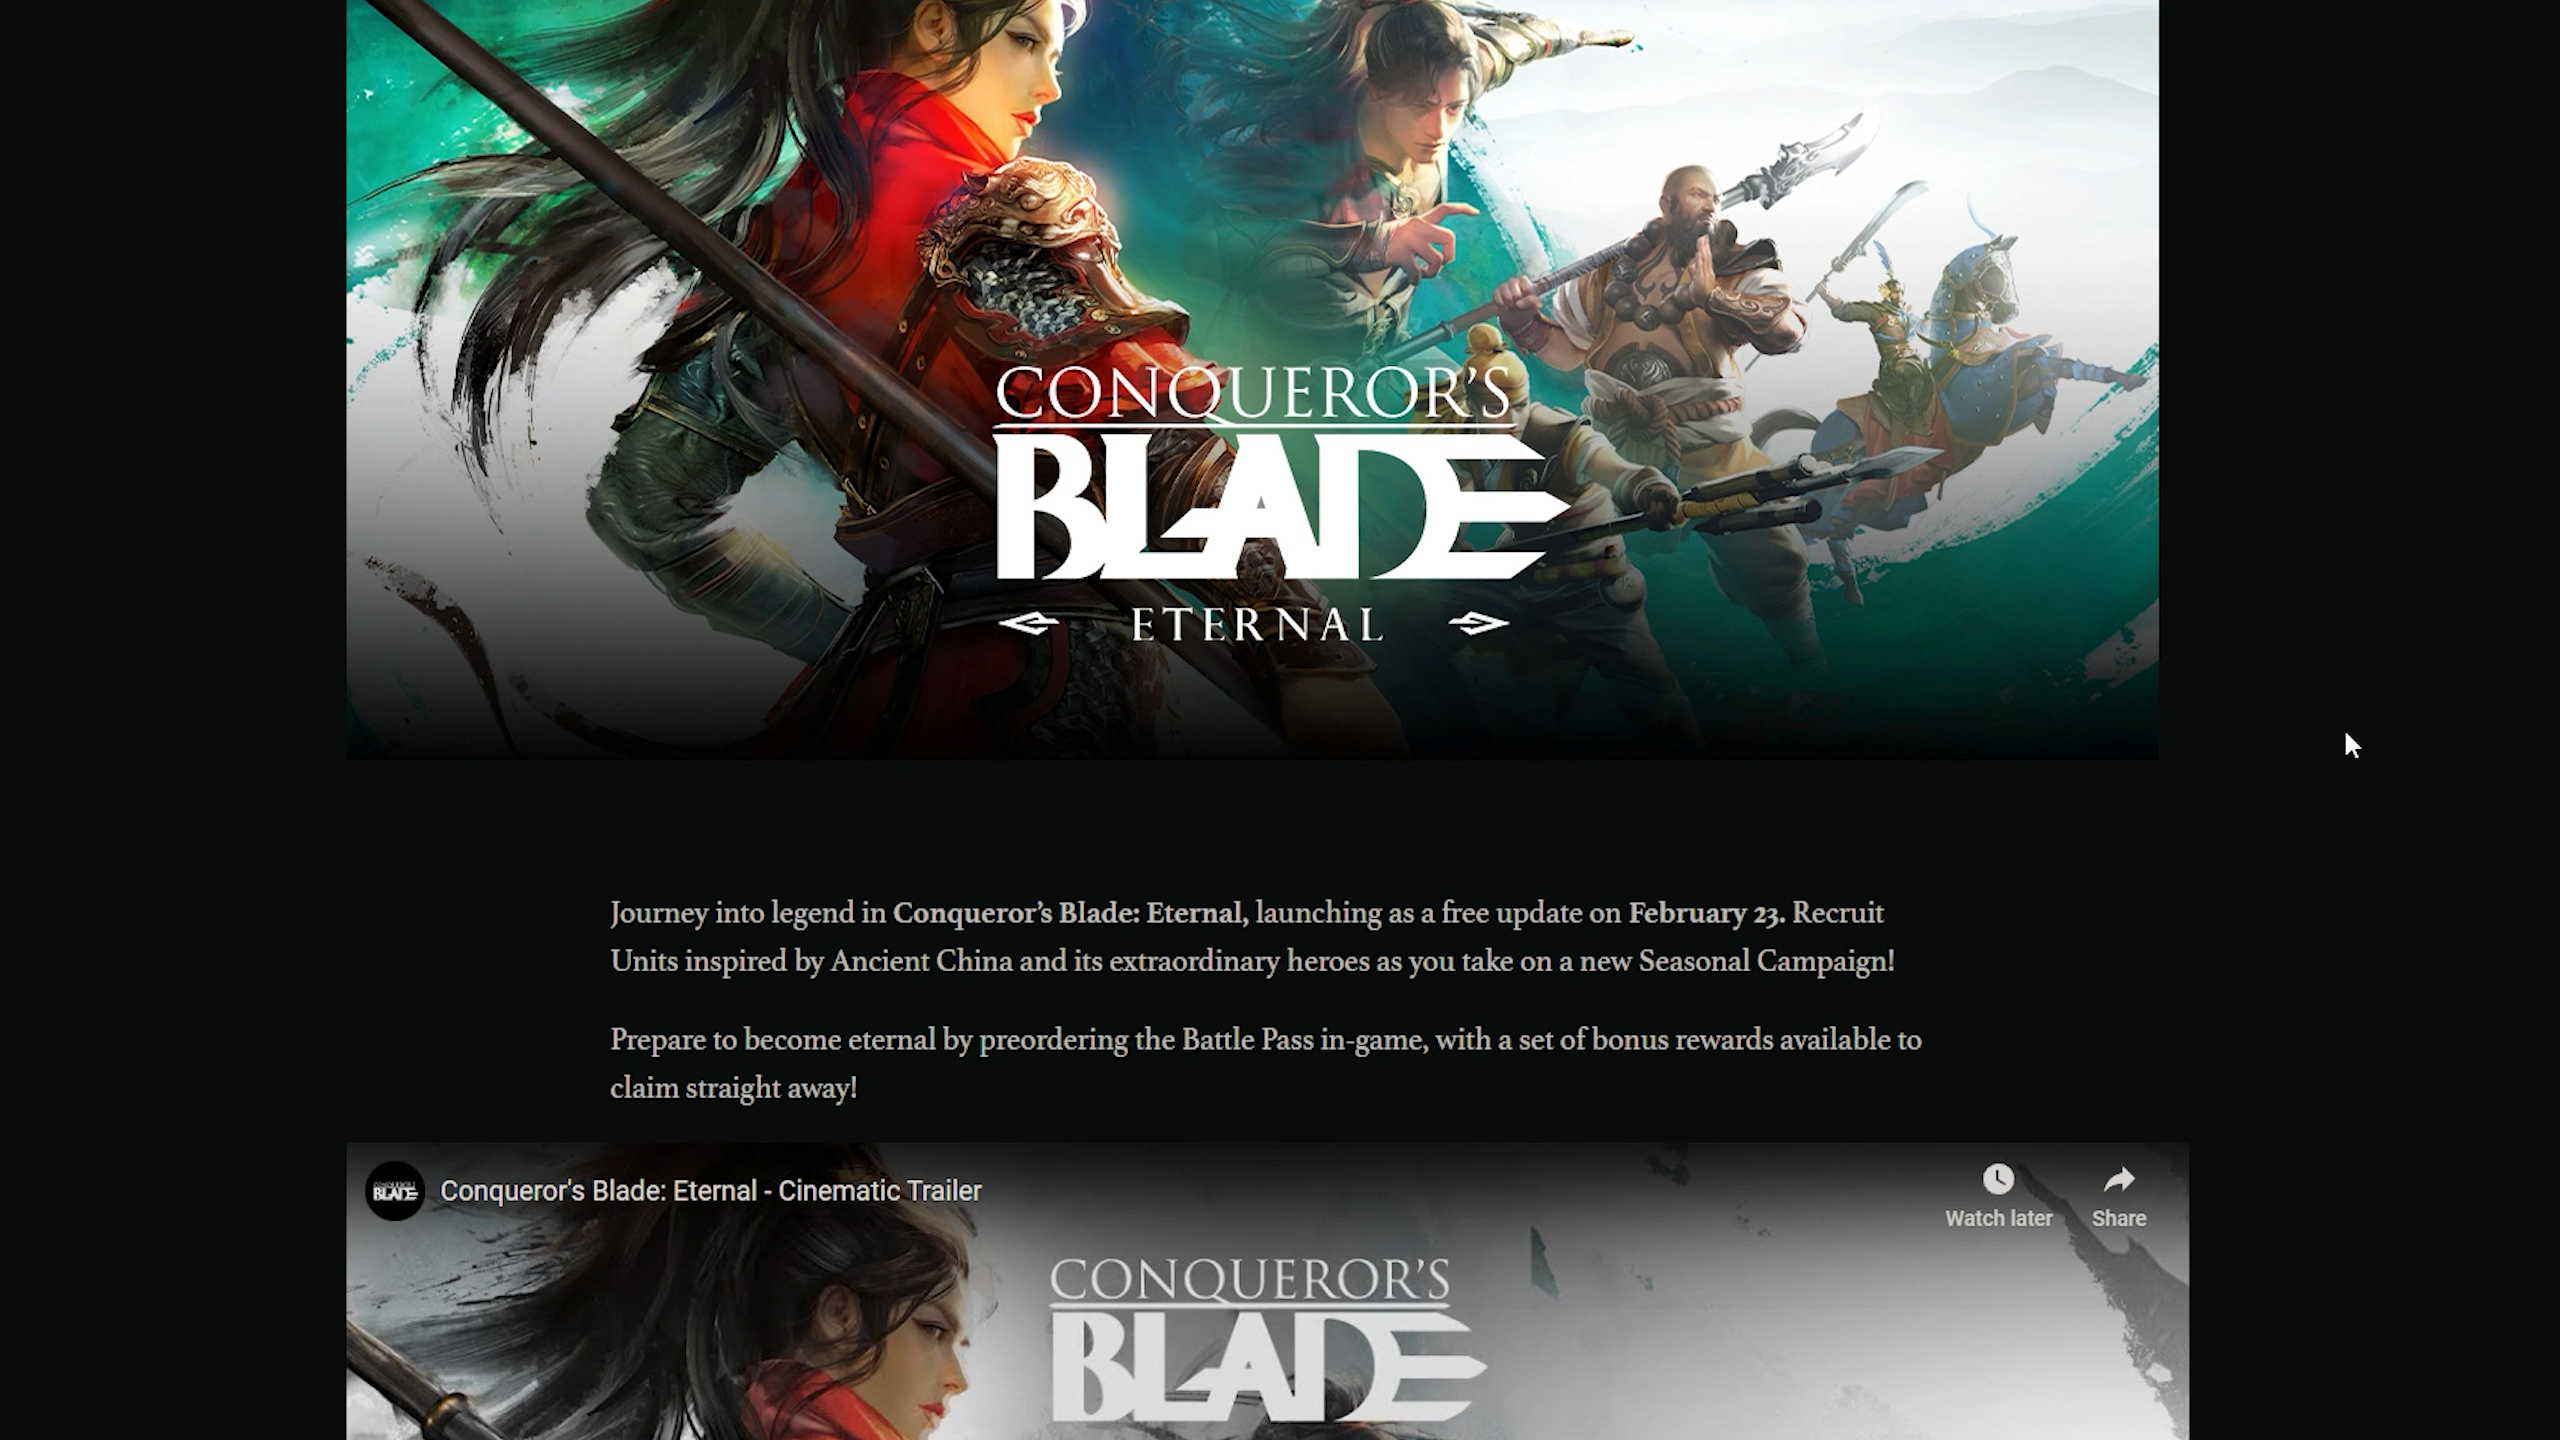 CONQUEROR'S
BLADE
ETERNAL
Journey into legend in Conqueror’s Blade: Eternal, launching as a free update on February 23. Recruit
Units inspired by Ancient China and its extraordinary heroes as you take on a new Seasonal Campaign!
Prepare to become eternal by preordering the Battle Pass in-game, with a set of bonus rewards available to
claim straight away!
BLADE
Conqueror's Blade: Eternal - Cinematic Trailer
Watch later
Share
CONQUEROR'S
BLADE